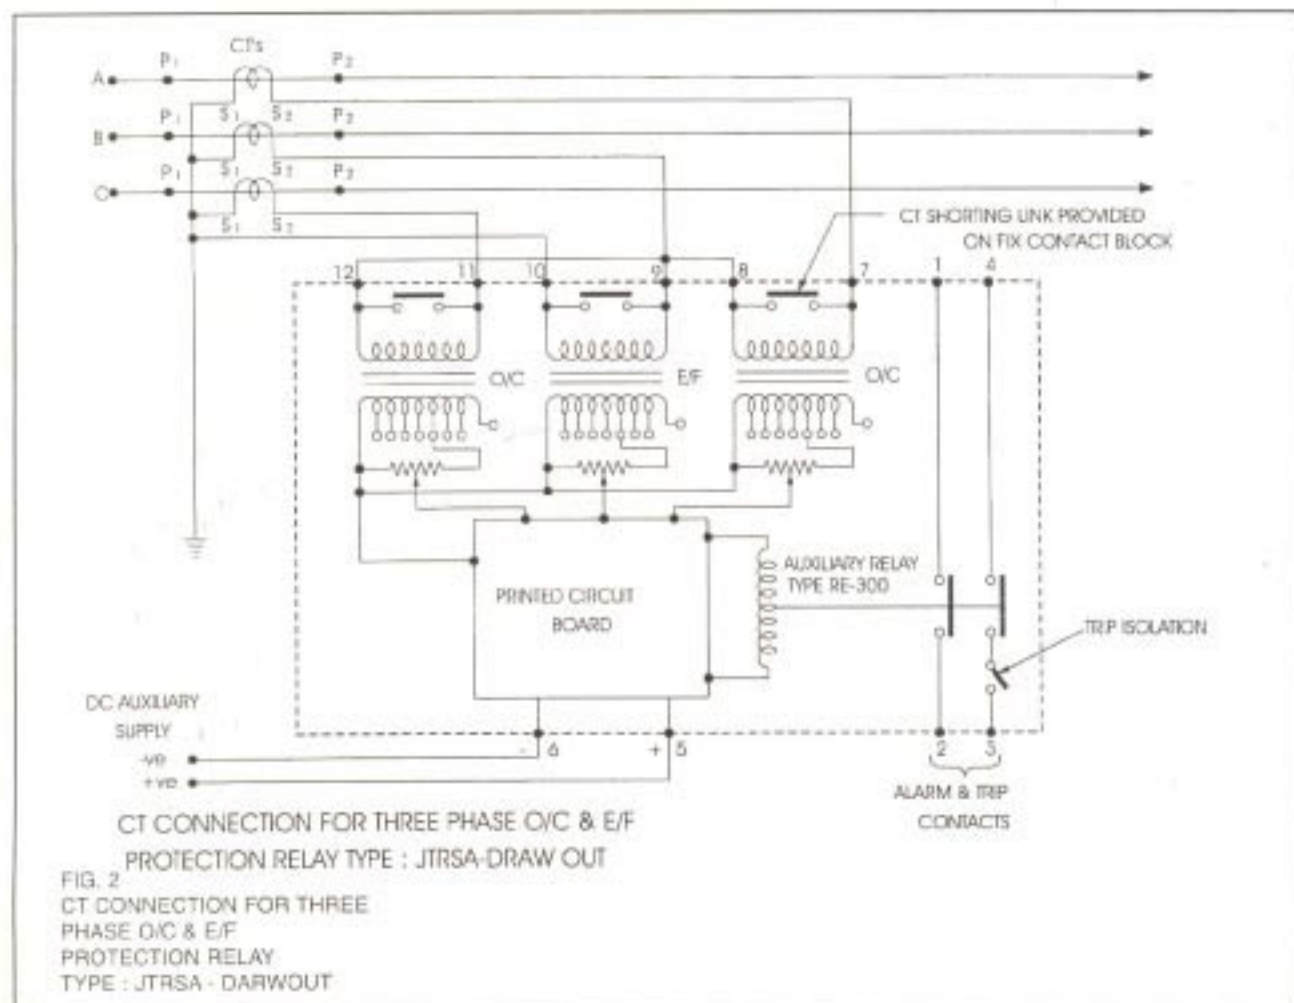 CT's
A P1 P2
S1 S2
B P1 P2
S1 S2
C P1 P2
S1 S2
CT SHORTING LINK PROVIDED
ON FIX CONTACT BLOCK
12 11 10 9 8 7 1 4
O/C E/F O/C
AUXILIARY RELAY
TYPE RE-300
PRINTED CIRCUIT
BOARD
TRIP ISOLATION
DC AUXILIARY
SUPPLY
-ve
+ve
- 6 + 5 2 3
ALARM & TRIP
CONTACTS
CT CONNECTION FOR THREE PHASE O/C & E/F
PROTECTION RELAY TYPE : JTRSA-DRAW OUT
FIG. 2
CT CONNECTION FOR THREE
PHASE O/C & E/F
PROTECTION RELAY
TYPE : JTRSA - DARWOUT